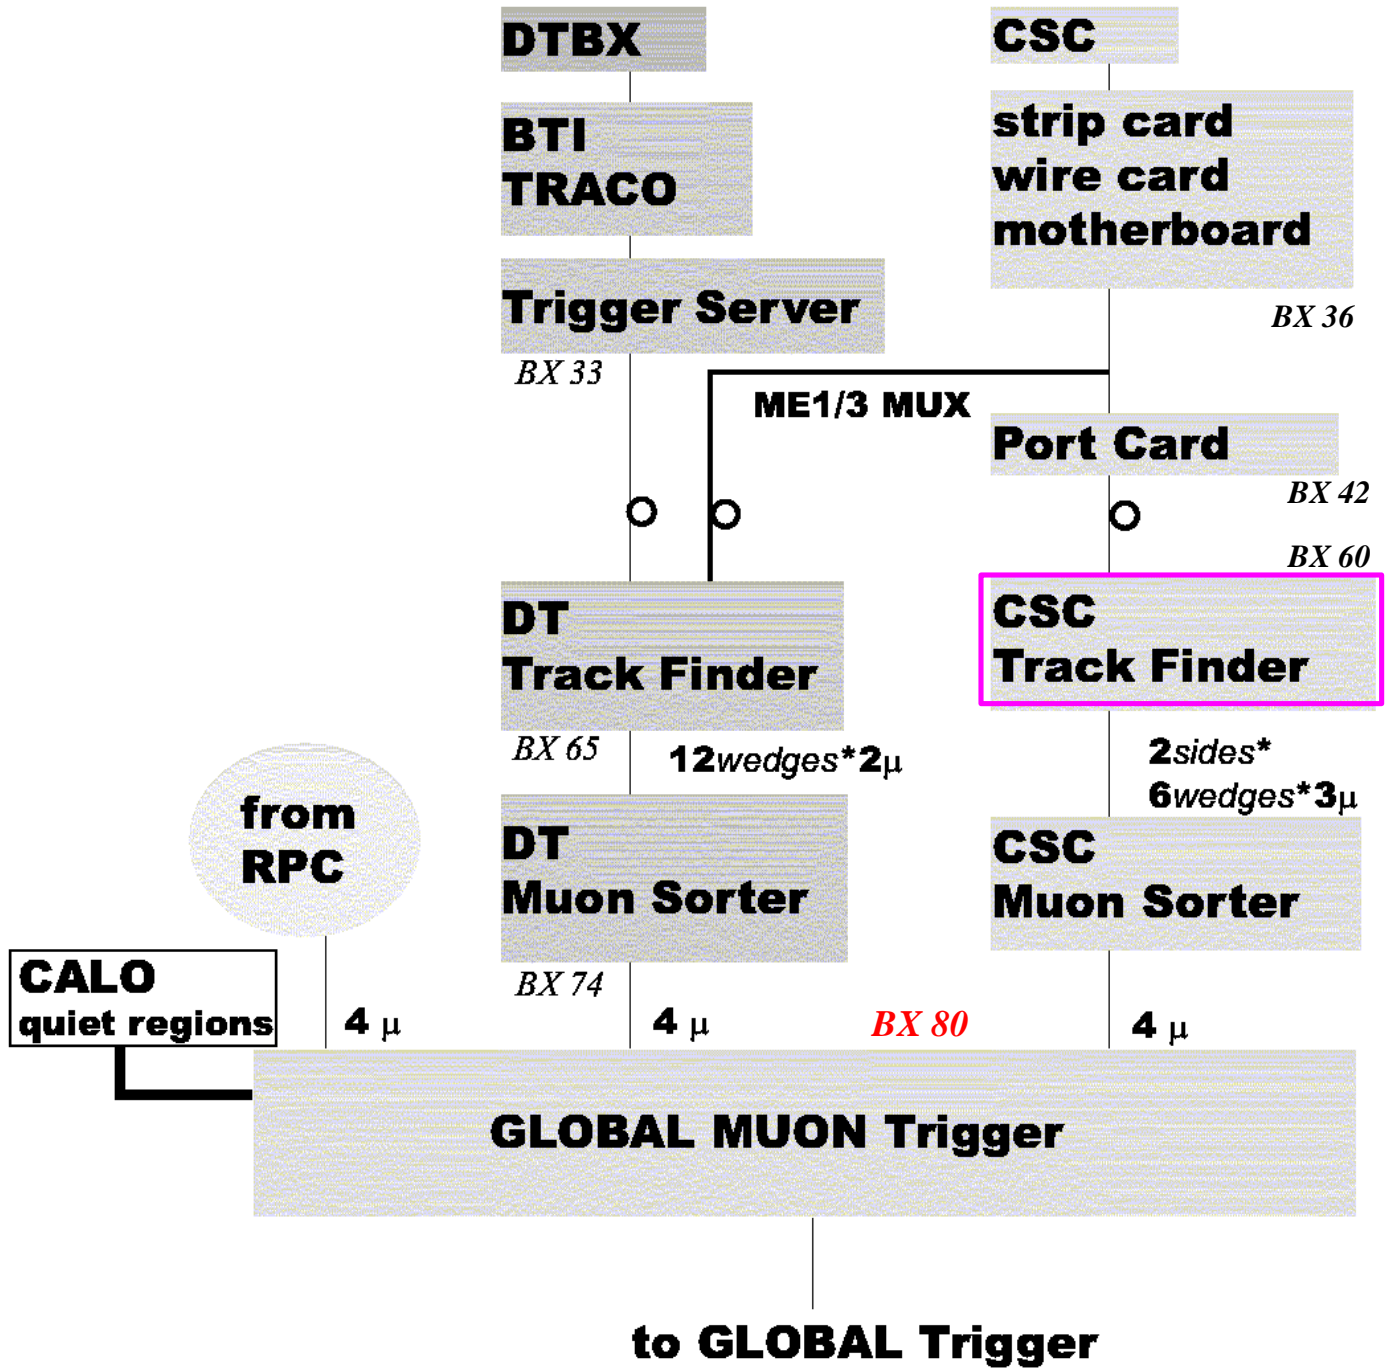 DTBX
CSC
BTI
TRACO
strip card
wire card
motherboard
Trigger Server
BX 36
BX 33
ME1/3 MUX
Port Card
BX 42
BX 60
DT
Track Finder
CSC
Track Finder
BX 65
12wedges*2μ
2sides*
6wedges*3μ
from
RPC
DT
Muon Sorter
CSC
Muon Sorter
CALO
quiet regions
BX 74
4 μ
4 μ
BX 80
4 μ
GLOBAL MUON Trigger
to GLOBAL Trigger